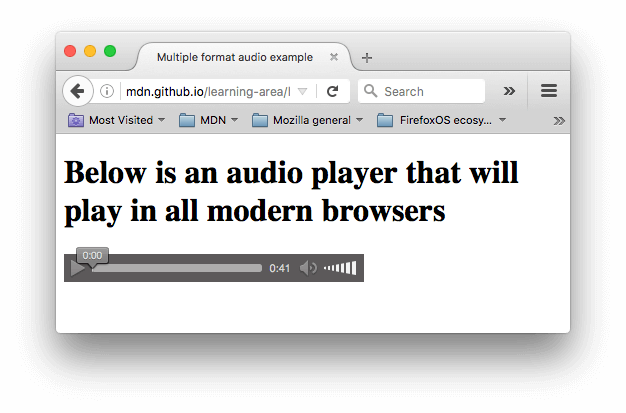 Multiple format audio example
mdn.github.io/learning-area/l
Search
Most Visited MDN Mozilla general FirefoxOS ecosy...
Below is an audio player that will
play in all modern browsers
0:00
0:41